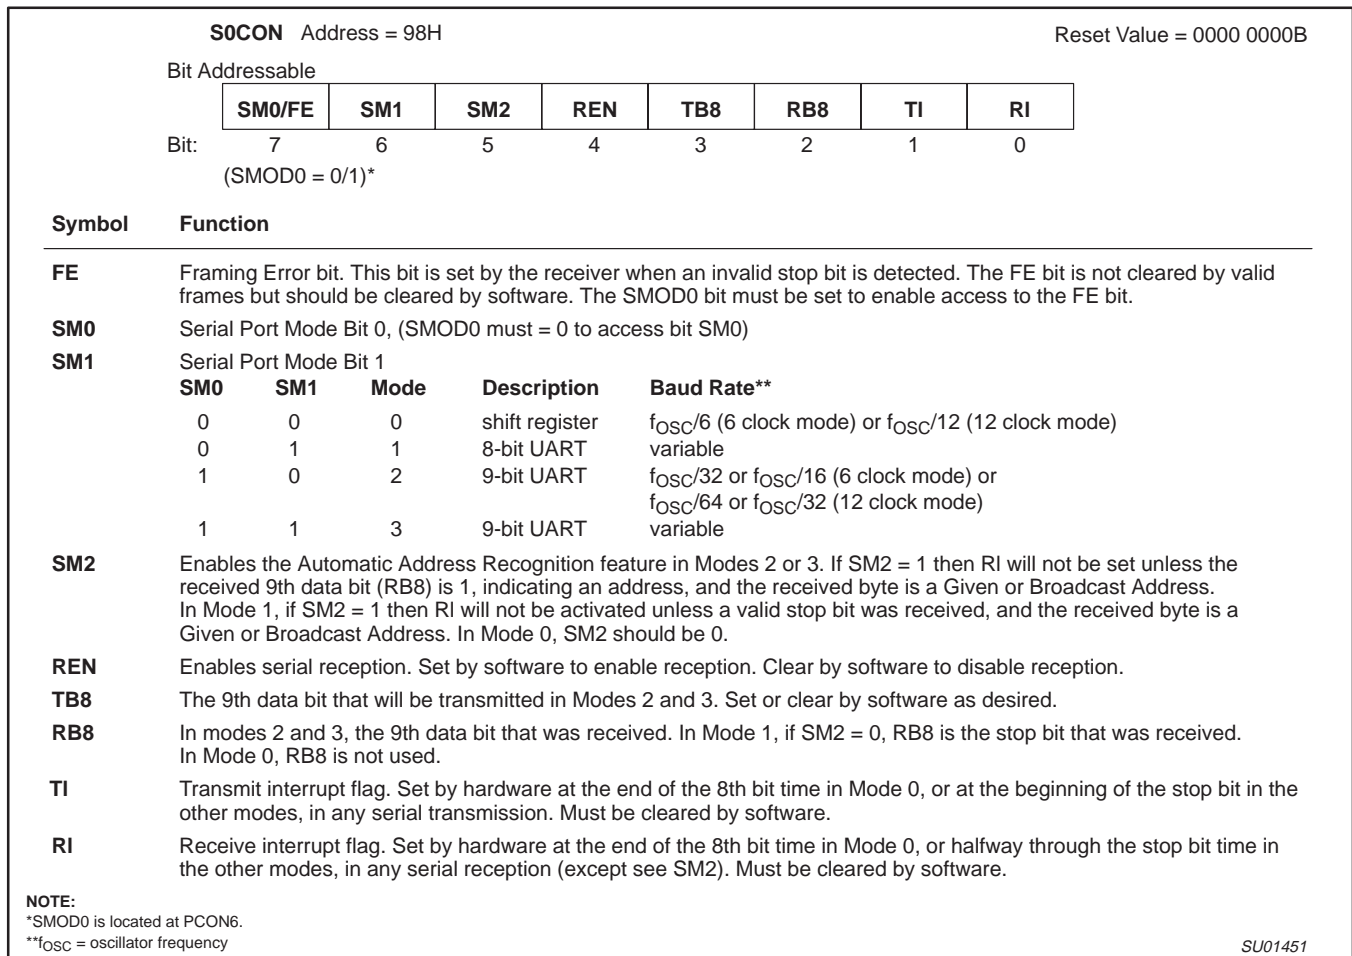 S0CON Address = 98H Reset Value = 0000 0000B
Bit Addressable
SM0/FE SM1 SM2 REN TB8 RB8 TI RI
Bit: 7 6 5 4 3 2 1 0
(SMOD0 = 0/1)*
Symbol Function
FE Framing Error bit. This bit is set by the receiver when an invalid stop bit is detected. The FE bit is not cleared by valid
frames but should be cleared by software. The SMOD0 bit must be set to enable access to the FE bit.
SM0 Serial Port Mode Bit 0, (SMOD0 must = 0 to access bit SM0)
SM1 Serial Port Mode Bit 1
SM0 SM1 Mode Description Baud Rate**
0 0 0 shift register fOSC/6 (6 clock mode) or fOSC/12 (12 clock mode)
0 1 1 8-bit UART variable
1 0 2 9-bit UART fOSC/32 or fOSC/16 (6 clock mode) or
fOSC/64 or fOSC/32 (12 clock mode)
1 1 3 9-bit UART variable
SM2 Enables the Automatic Address Recognition feature in Modes 2 or 3. If SM2 = 1 then RI will not be set unless the
received 9th data bit (RB8) is 1, indicating an address, and the received byte is a Given or Broadcast Address.
In Mode 1, if SM2 = 1 then RI will not be activated unless a valid stop bit was received, and the received byte is a
Given or Broadcast Address. In Mode 0, SM2 should be 0.
REN Enables serial reception. Set by software to enable reception. Clear by software to disable reception.
TB8 The 9th data bit that will be transmitted in Modes 2 and 3. Set or clear by software as desired.
RB8 In modes 2 and 3, the 9th data bit that was received. In Mode 1, if SM2 = 0, RB8 is the stop bit that was received.
In Mode 0, RB8 is not used.
TI Transmit interrupt flag. Set by hardware at the end of the 8th bit time in Mode 0, or at the beginning of the stop bit in the
other modes, in any serial transmission. Must be cleared by software.
RI Receive interrupt flag. Set by hardware at the end of the 8th bit time in Mode 0, or halfway through the stop bit time in
the other modes, in any serial reception (except see SM2). Must be cleared by software.
NOTE:
*SMOD0 is located at PCON6.
**fOSC = oscillator frequency
SU01451